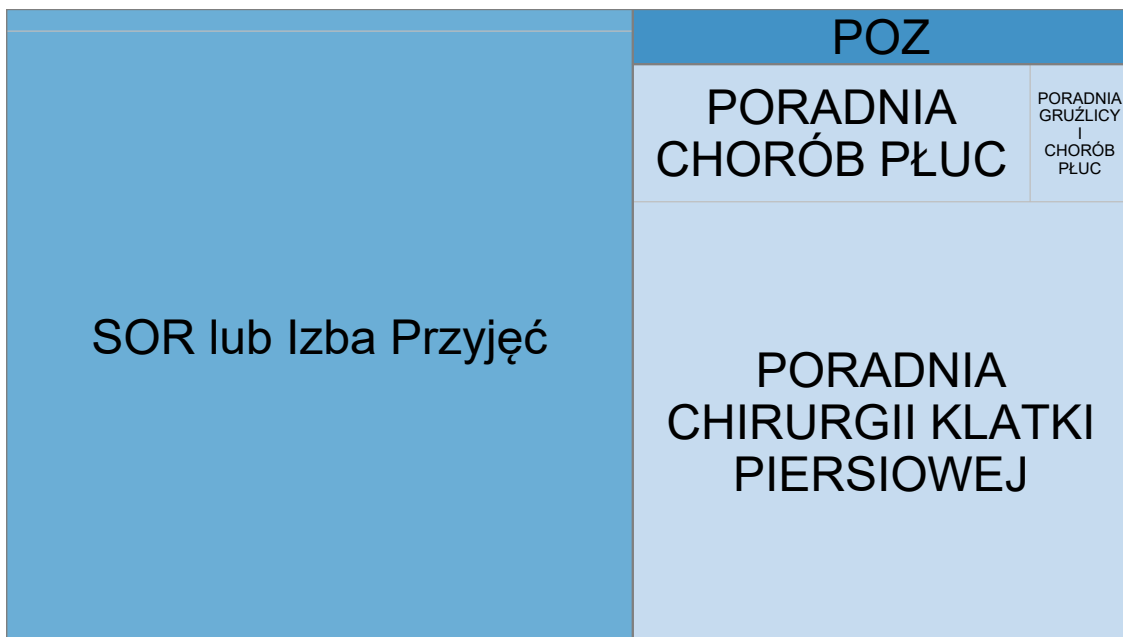 POZ
PORADNIA
CHORÓB PŁUC
PORADNIA
GRUŹLICY
I
CHORÓB
PŁUC
SOR lub Izba Przyjęć
PORADNIA
CHIRURGII KLATKI
PIERSIOWEJ